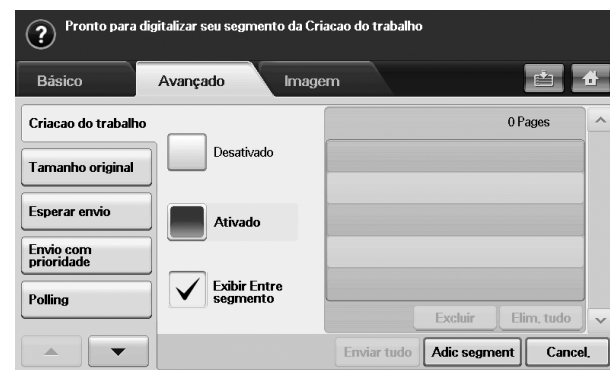 Pronto para digitalizar seu segmento da Criacao do trabalho
Básico
Avançado
Imagem
Criacao do trabalho
0 Pages
Desativado
Tamanho original
Esperar envio
Ativado
Envio com
prioridade
Exibir Entre
segmento
Polling
Excluir
Elim. tudo
Enviar tudo
Adic segment
Cancel.